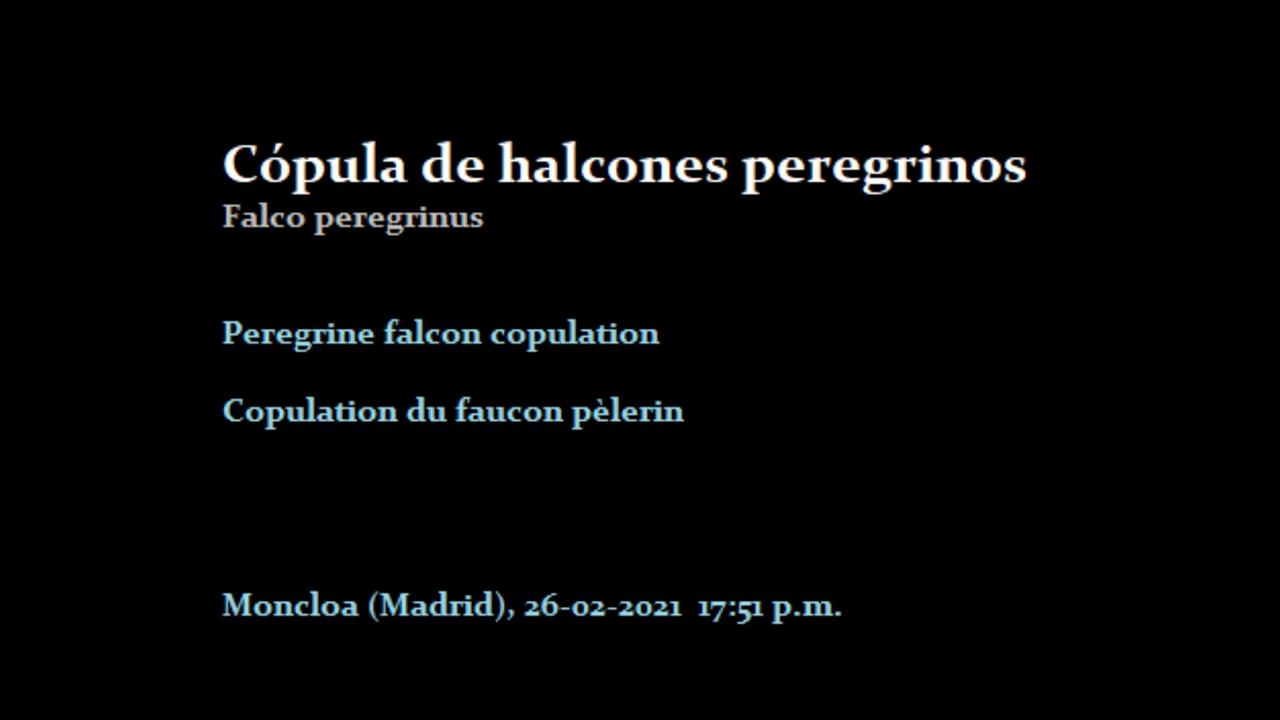 Cópula de halcones peregrinos
Falco peregrinus
Peregrine falcon copulation
Copulation du faucon pèlerin
Moncloa (Madrid), 26-02-2021 17:51 p.m.